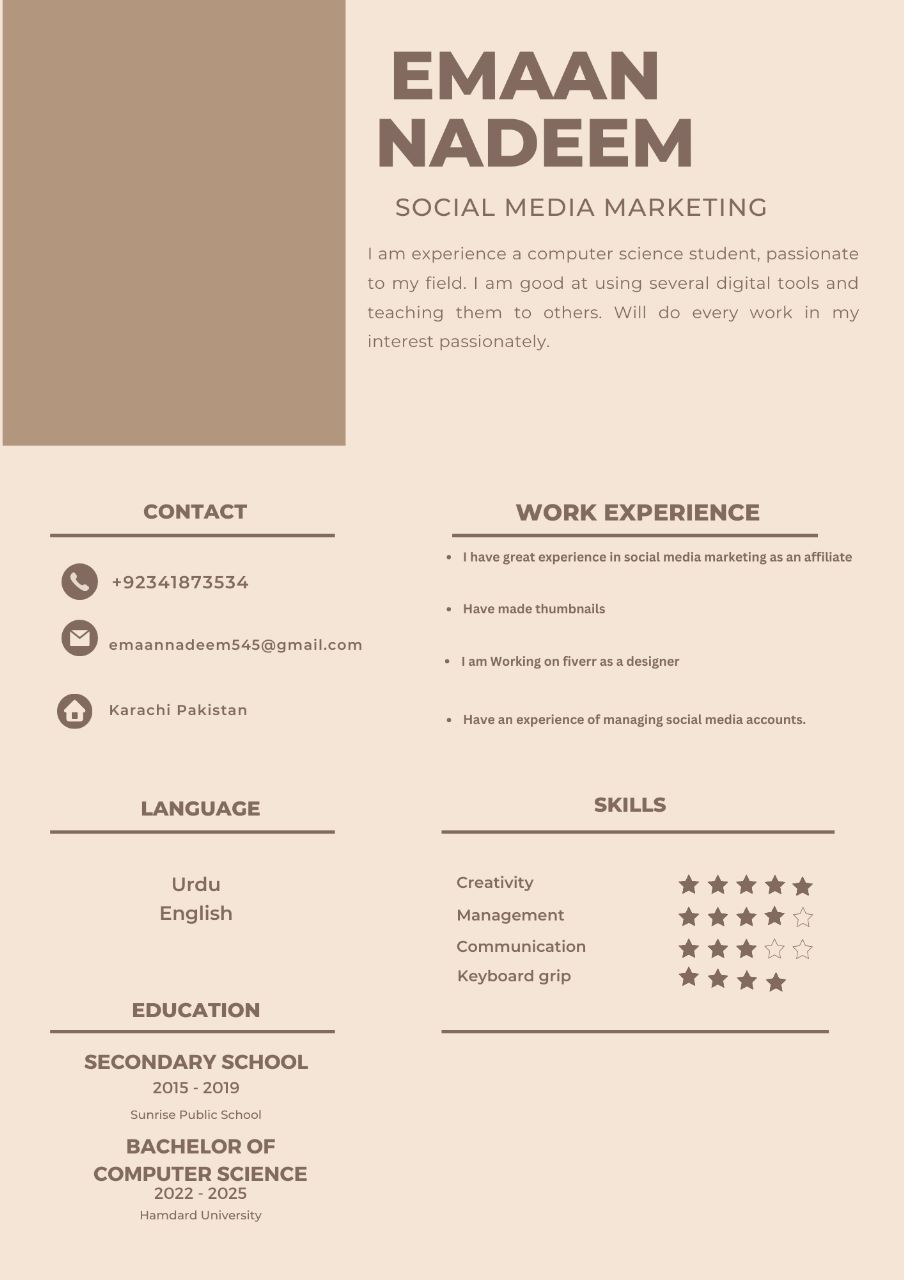 EMAAN
NADEEM
SOCIAL MEDIA MARKETING
I am experience a computer science student, passionate
to my field. I am good at using several digital tools and
teaching them to others. Will do every work in my
interest passionately.
CONTACT
+92341873534
emaannadeem545@gmail.com
Karachi Pakistan
WORK EXPERIENCE
• I have great experience in social media marketing as an affiliate
• Have made thumbnails
• I am Working on fiverr as a designer
• Have an experience of managing social media accounts.
LANGUAGE
Urdu
English
SKILLS
Creativity
Management
Communication
Keyboard grip
EDUCATION
SECONDARY SCHOOL
2015 - 2019
Sunrise Public School
BACHELOR OF
COMPUTER SCIENCE
2022 - 2025
Hamdard University